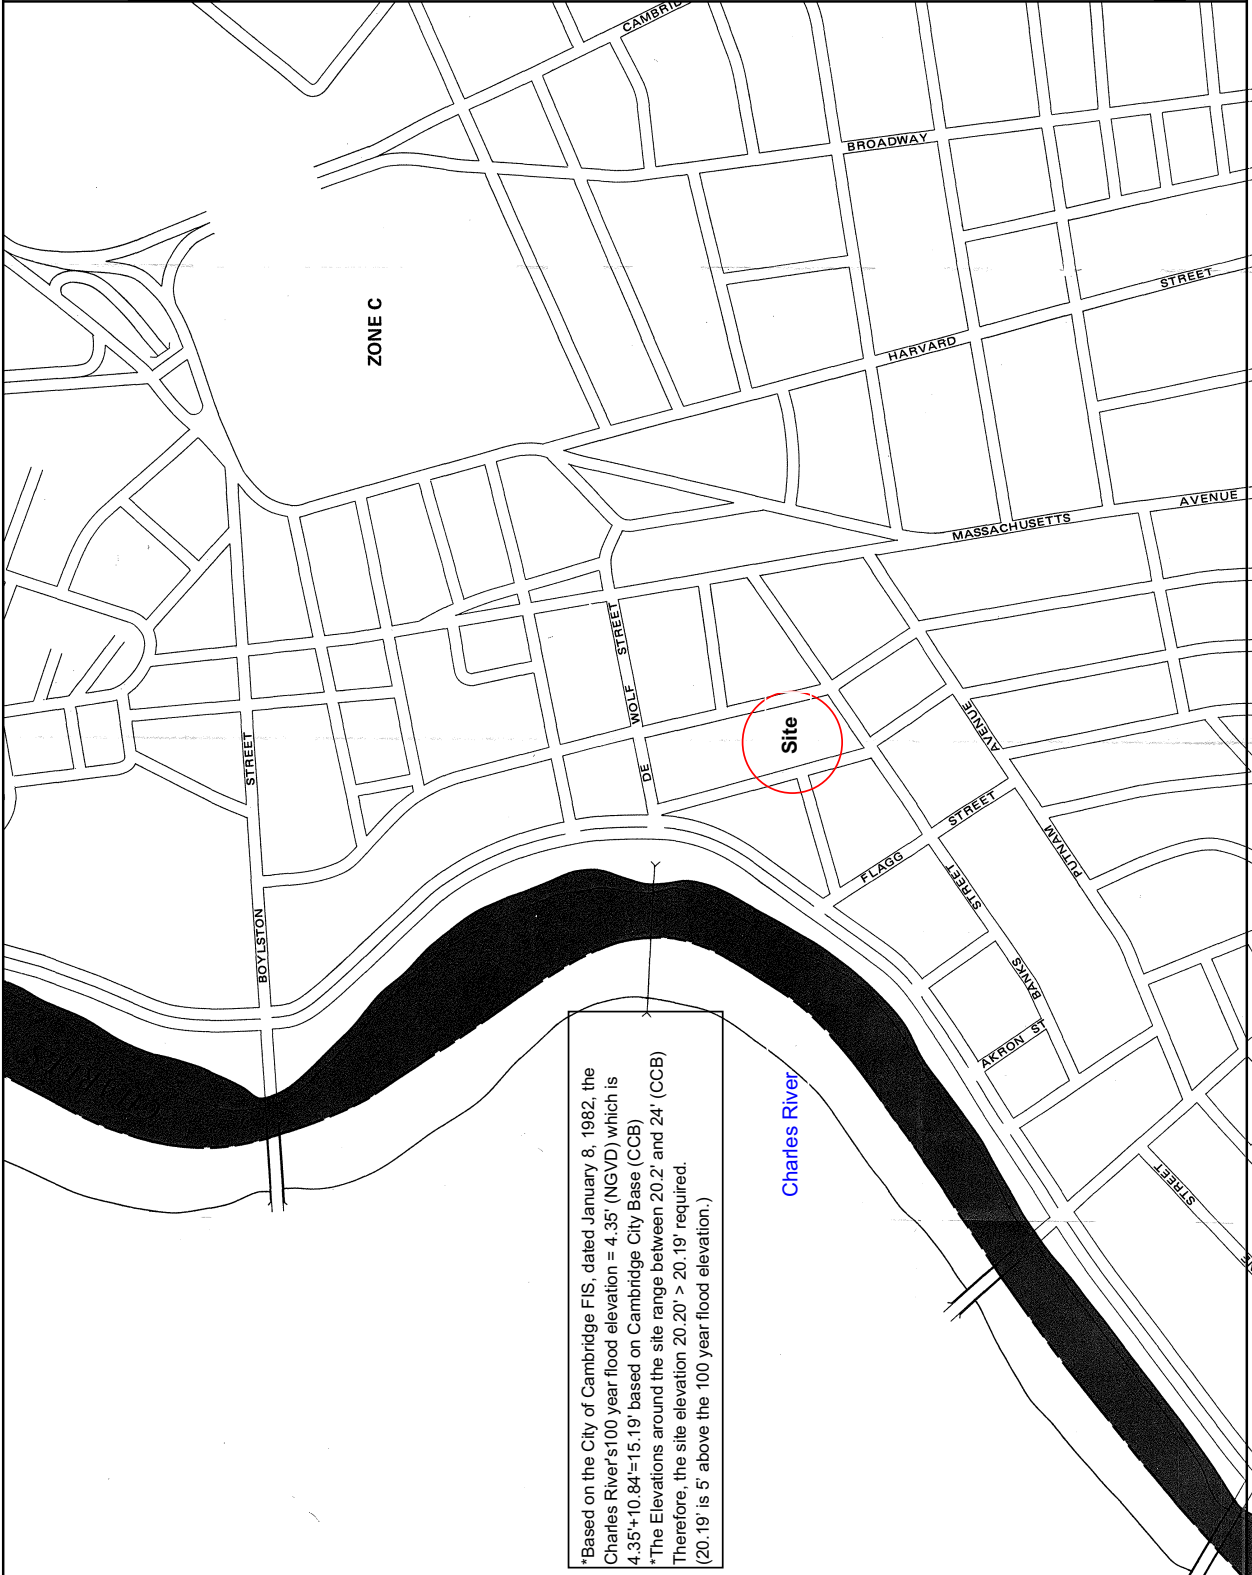 CAMBRID
BROADWAY
STREET
HARVARD
ZONE C
AVENUE
MASSACHUSETTS
STREET
WOLF
DE
STREET
BOYLSTON
Site
AVENUE
PUTNAM
STREET
FLAGG
STREET
BANKS
AKRON ST
STREET
CHARLES
Charles River
*Based on the City of Cambridge FIS, dated January 8, 1982, the
Charles River's100 year flood elevation = 4.35' (NGVD) which is
4.35'+10.84'=15.19' based on Cambridge City Base (CCB)
*The Elevations around the site range between 20.2' and 24' (CCB)
Therefore, the site elevation 20.20' > 20.19' required.
(20.19' is 5' above the 100 year flood elevation.)